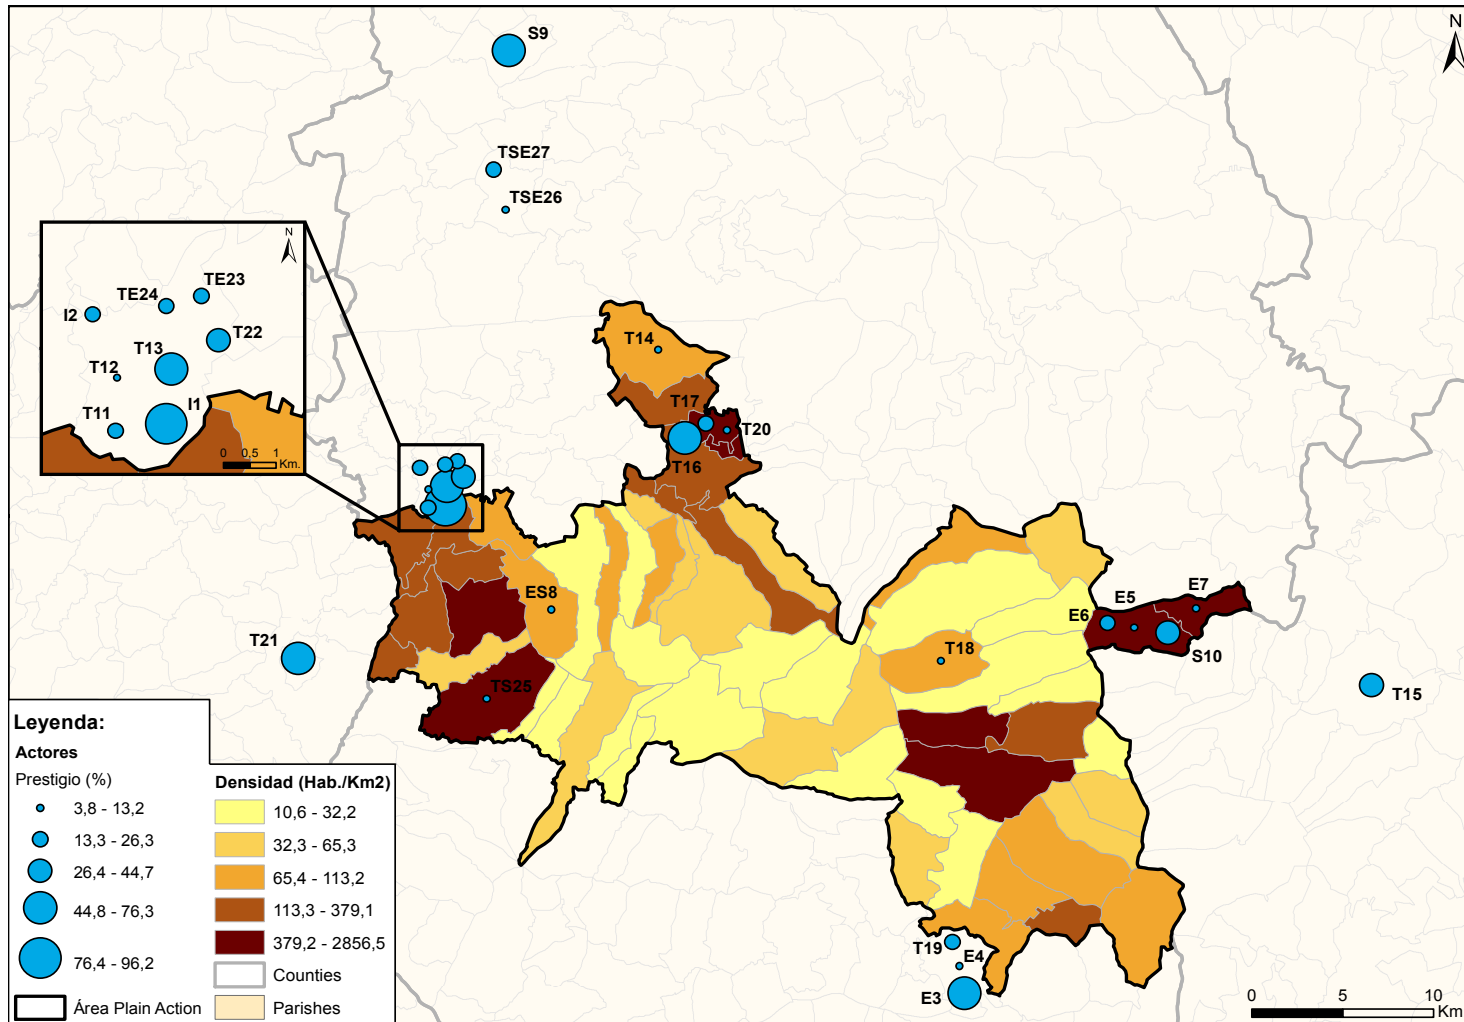 S9
N
TSE27
TSE26
N
TE23
TE24
I2
T22
T13
T12
I1
T11
0 0,5 1
Km.
T14
T17
T20
T16
ES8
E7
E5
E6
S10
T21
T18
TS25
T15
T19
E4
E3
Leyenda:
Actores
Prestigio (%)
3,8 - 13,2
13,3 - 26,3
26,4 - 44,7
44,8 - 76,3
76,4 - 96,2
Área Plain Action
Densidad (Hab./Km2)
10,6 - 32,2
32,3 - 65,3
65,4 - 113,2
113,3 - 379,1
379,2 - 2856,5
Counties
Parishes
0 5 10
Km